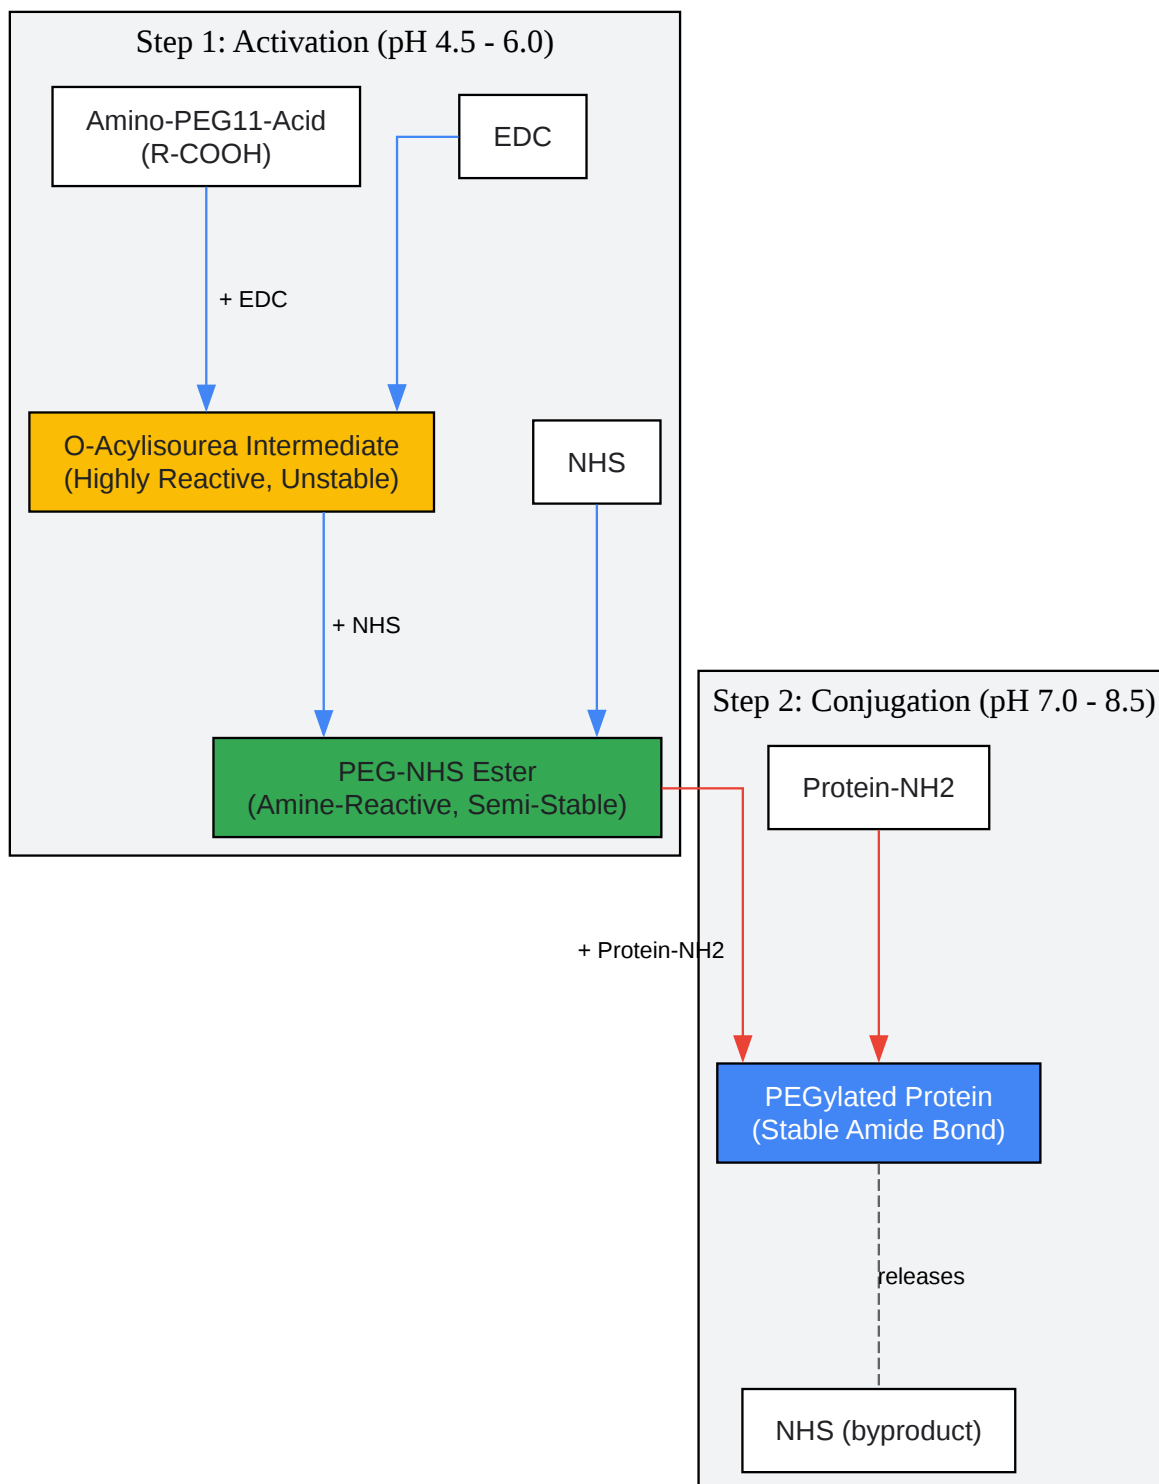 Step 1: Activation (pH 4.5 - 6.0)
Amino-PEG11-Acid
(R-COOH)
EDC
+ EDC
O-Acylisourea Intermediate
(Highly Reactive, Unstable)
NHS
+ NHS
PEG-NHS Ester
(Amine-Reactive, Semi-Stable)
Step 2: Conjugation (pH 7.0 - 8.5)
Protein-NH2
+ Protein-NH2
PEGylated Protein
(Stable Amide Bond)
releases
NHS (byproduct)